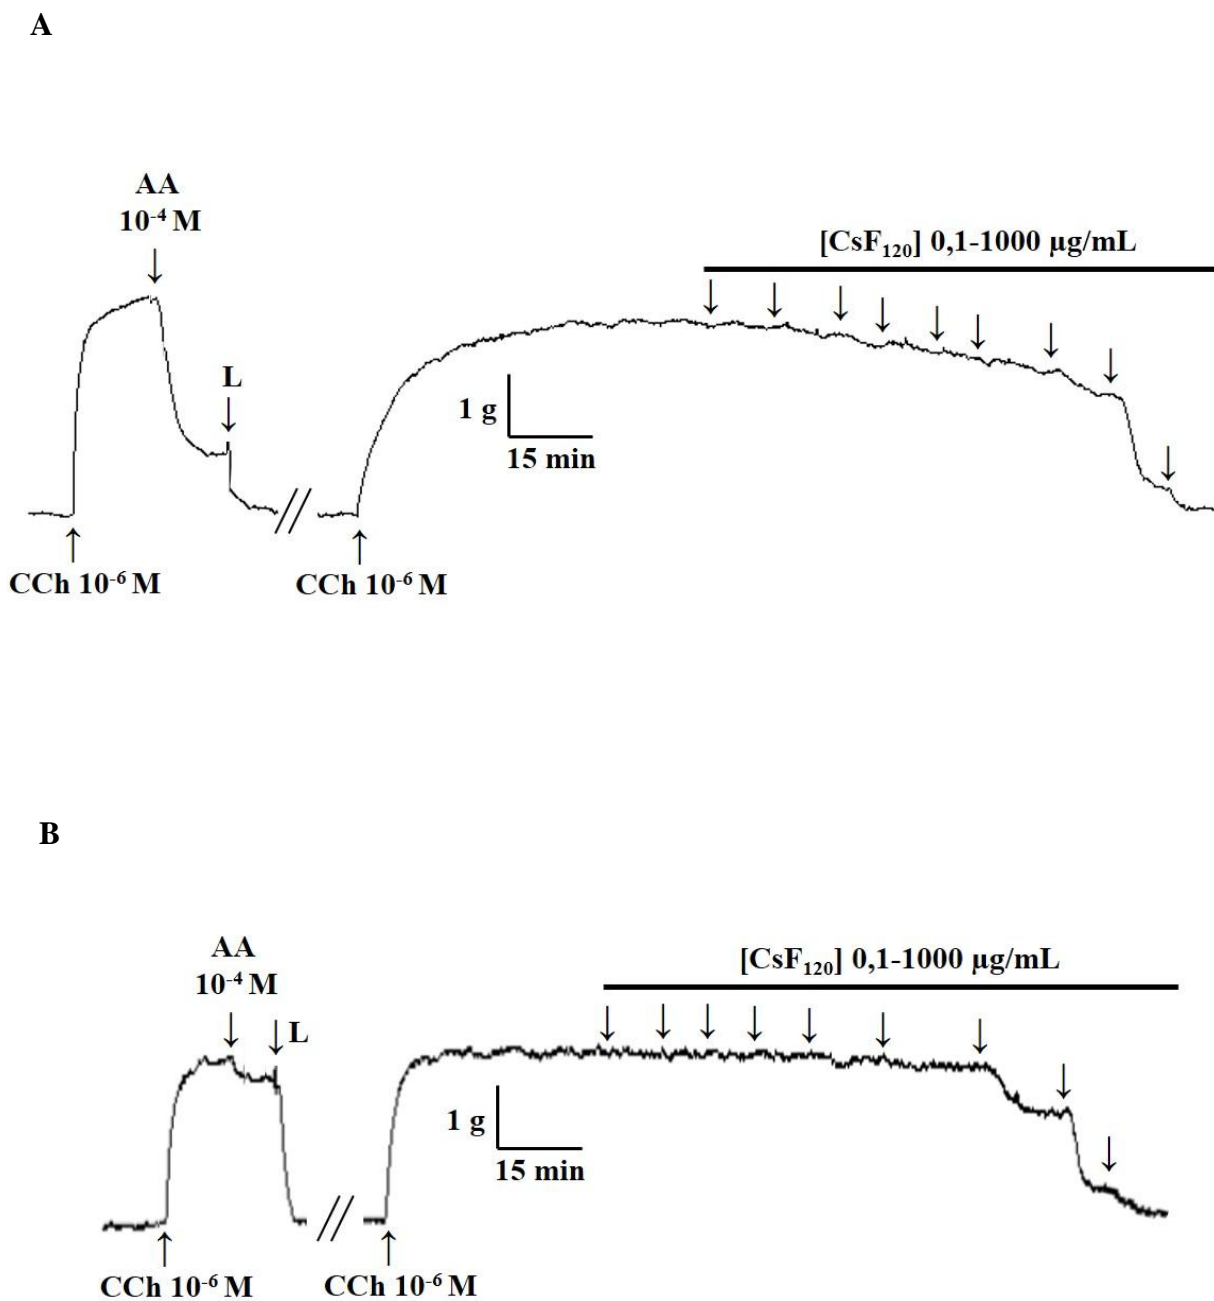 A
AA
10⁻⁴ M
[CsF₁₂₀] 0,1-1000 µg/mL
L
1 g
15 min
CCh 10⁻⁶ M
CCh 10⁻⁶ M
B
AA
10⁻⁴ M
[CsF₁₂₀] 0,1-1000 µg/mL
L
1 g
15 min
CCh 10⁻⁶ M
CCh 10⁻⁶ M